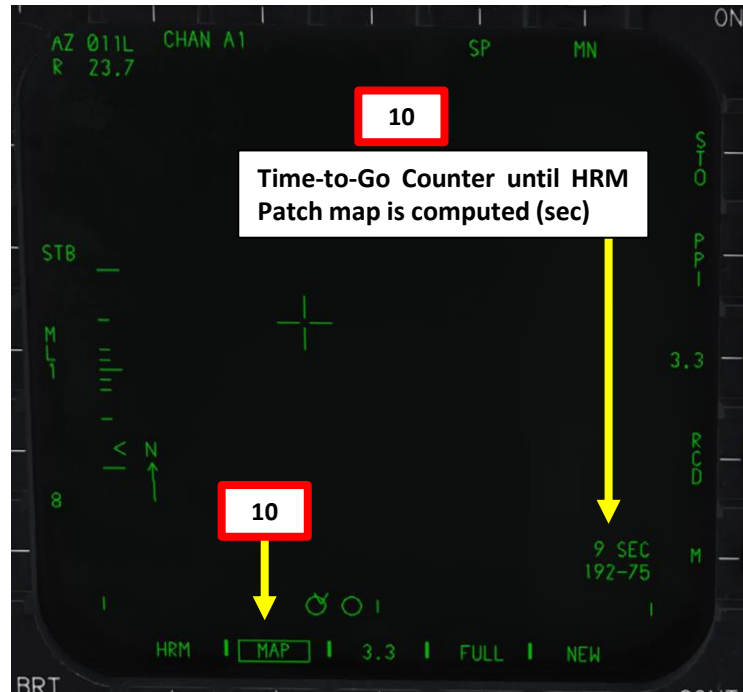 ON
AZ 011L CHAN A1 SP MN
R 23.7
10
STO
Time-to-Go Counter until HRM
Patch map is computed (sec)
STB
PPI
ML1
3.3
N
RCD
8
10
9 SEC
M
192-75
HRM MAP 3.3 FULL NEW
BRT